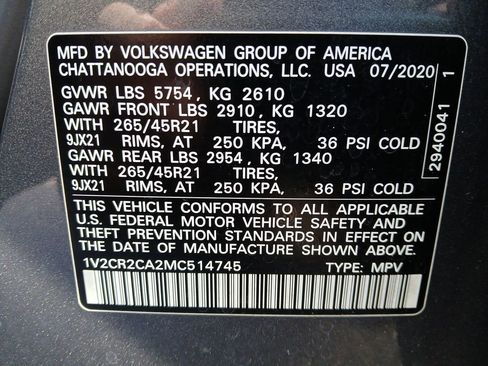 MFD BY VOLKSWAGEN GROUP OF AMERICA
CHATTANOOGA OPERATIONS, LLC. USA 07/2020
GVWR LBS 5754 , KG 2610
GAWR FRONT LBS 2910 , KG 1320
WITH 265/45R21 TIRES,
9JX21 RIMS, AT 250 KPA, 36 PSI COLD
GAWR REAR LBS 2954 , KG 1340
WITH 265/45R21 TIRES,
9JX21 RIMS, AT 250 KPA, 36 PSI COLD
THIS VEHICLE CONFORMS TO ALL APPLICABLE
U.S. FEDERAL MOTOR VEHICLE SAFETY AND
THEFT PREVENTION STANDARDS IN EFFECT ON
THE DATE OF MANUFACTURE SHOWN ABOVE.
1V2CR2CA2MC514745 TYPE: MPV
2940041 1